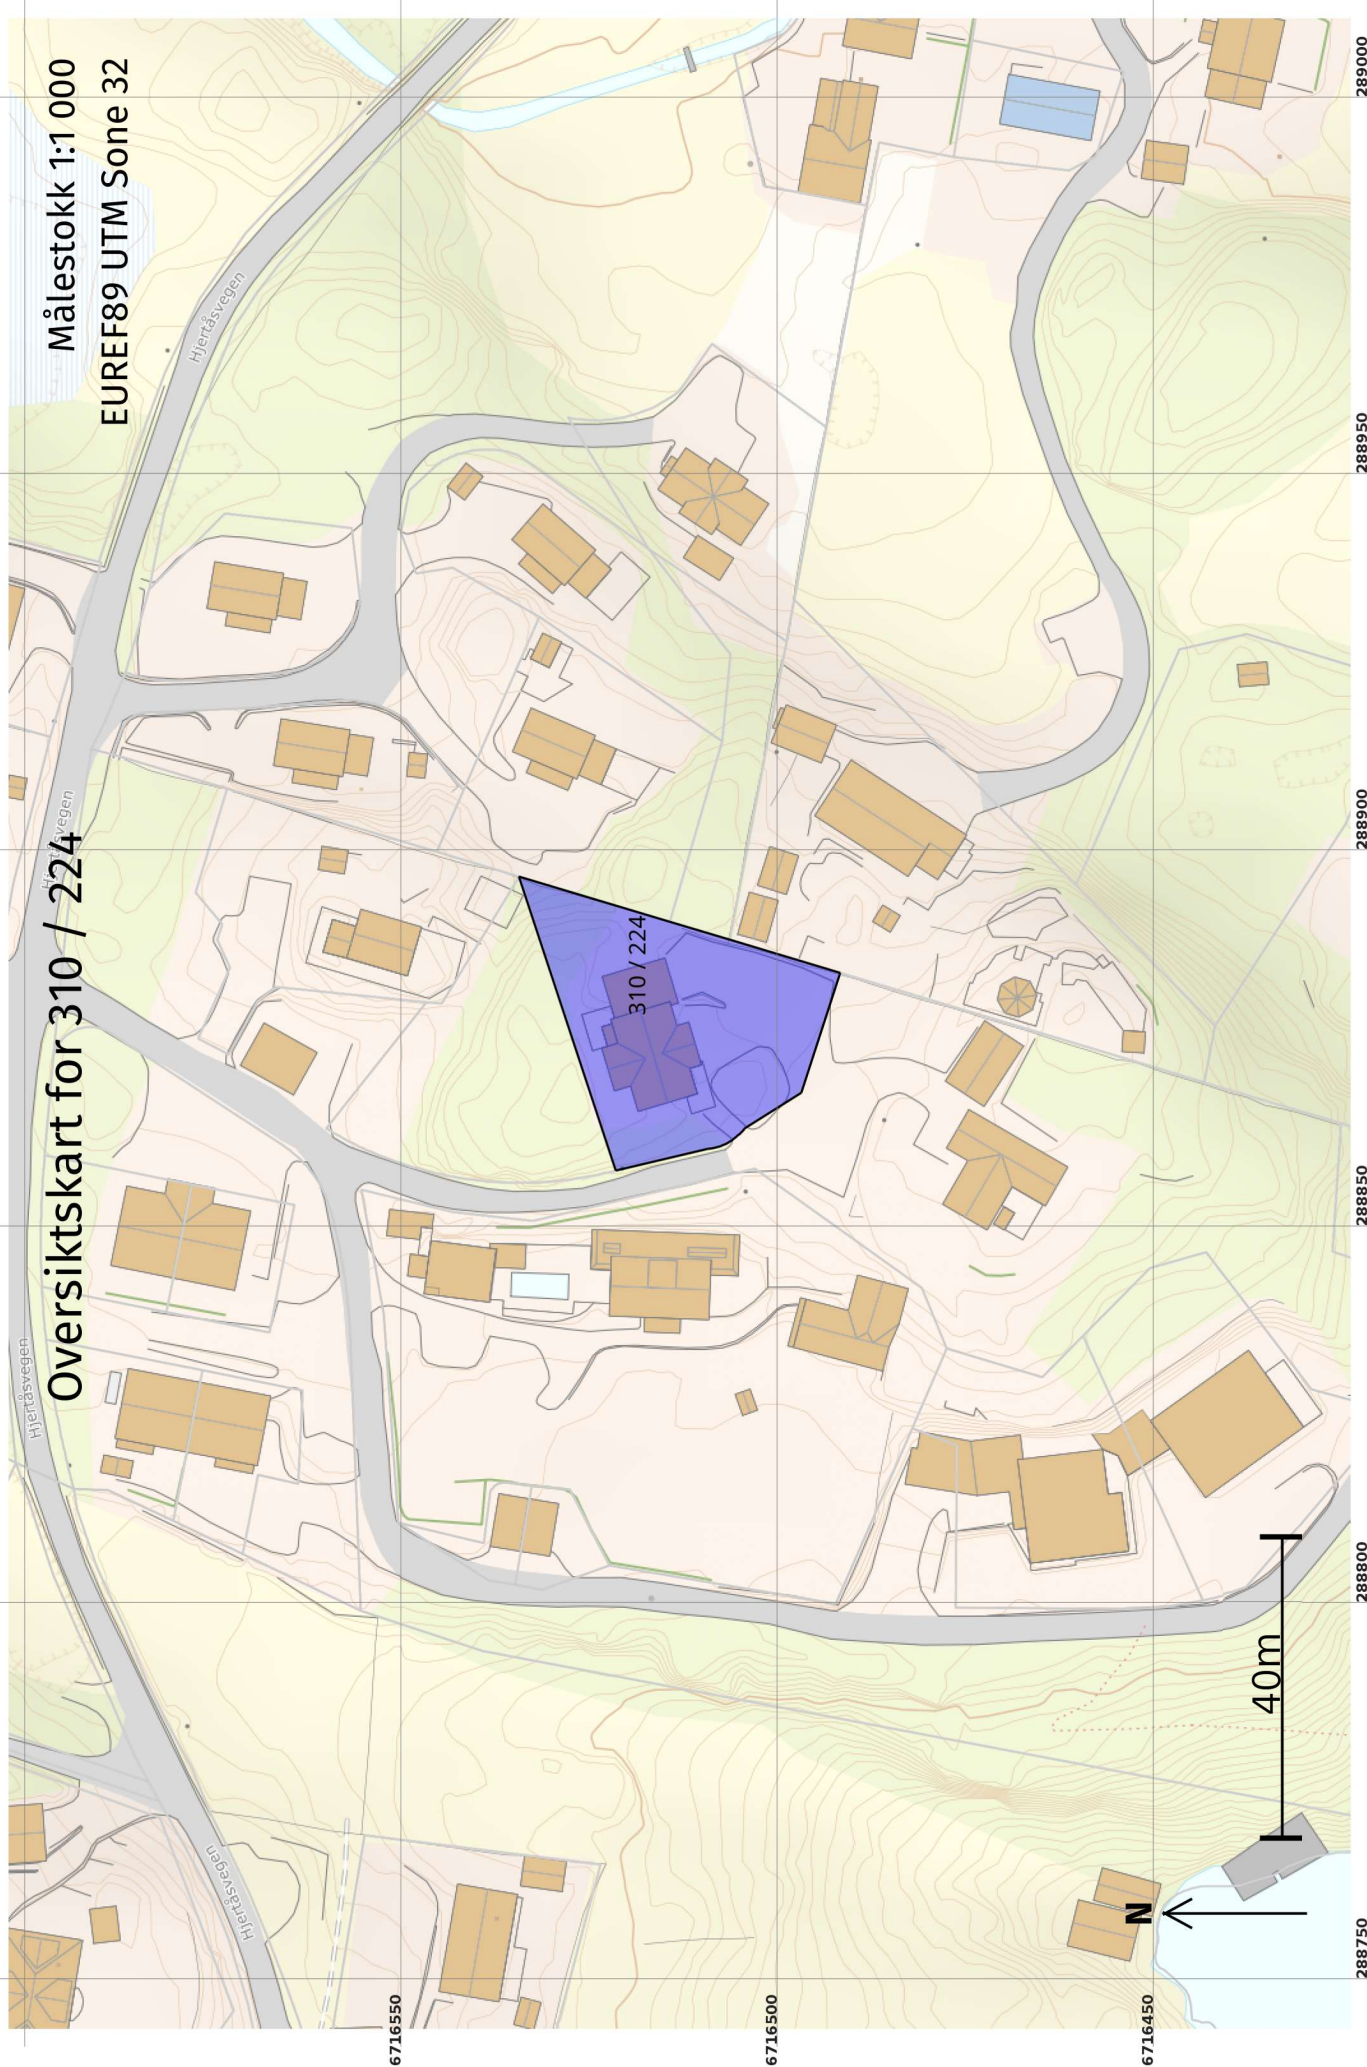 Oversiktskart for 310 / 224
Målestokk 1:1 000
EUREF89 UTM Sone 32
Hjertåsvegen
Hjertåsvegen
Hjertåsvegen
Hjertåsvegen
310 / 224
40m
N
6716550
6716500
6716450
288750
288800
288850
288900
288950
289000